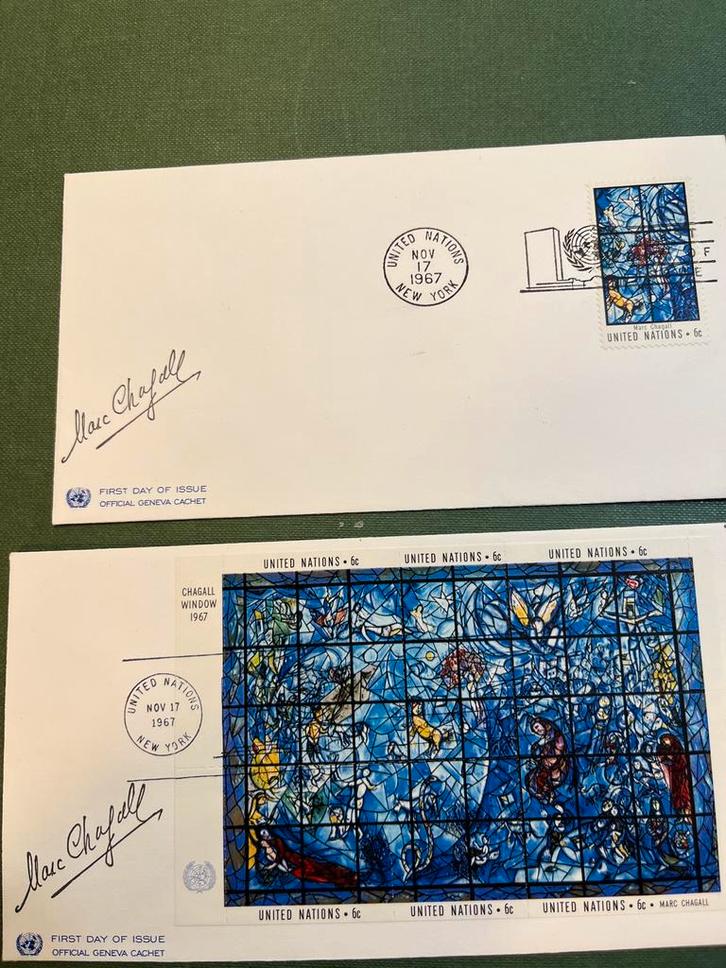 UNITED NATIONS
NOV
17
1967
NEW YORK
Marc Chagall
UNITED NATIONS • 6c
Marc Chagall
FIRST DAY OF ISSUE
OFFICIAL GENEVA CACHET
UNITED NATIONS • 6c UNITED NATIONS • 6c UNITED NATIONS • 6c
CHAGALL
WINDOW
1967
UNITED NATIONS
NOV 17
1967
NEW YORK
Marc Chagall
UNITED NATIONS • 6c UNITED NATIONS • 6c UNITED NATIONS • 6c • MARC CHAGALL
FIRST DAY OF ISSUE
OFFICIAL GENEVA CACHET